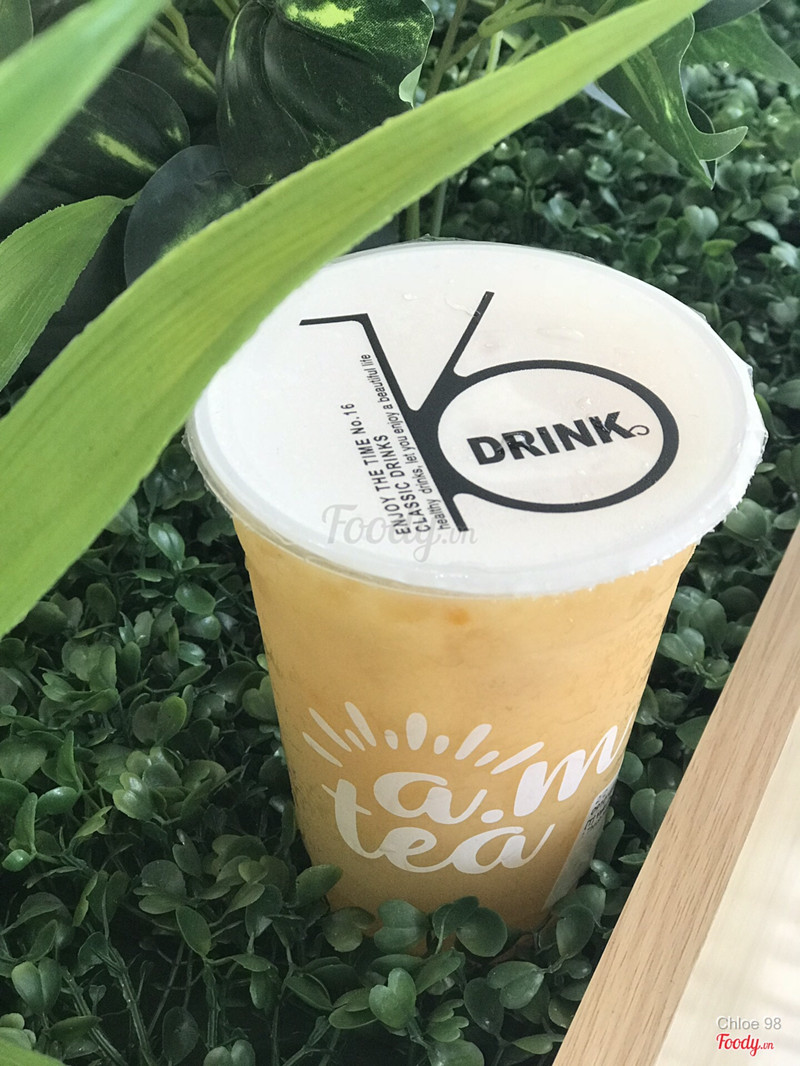 ENJOY THE TIME No.16
CLASSIC DRINKS
healthy drinks, let you enjoy a beautiful life
DRINK
Foody.vn
a.m
tea
Chloe 98
Foody.vn